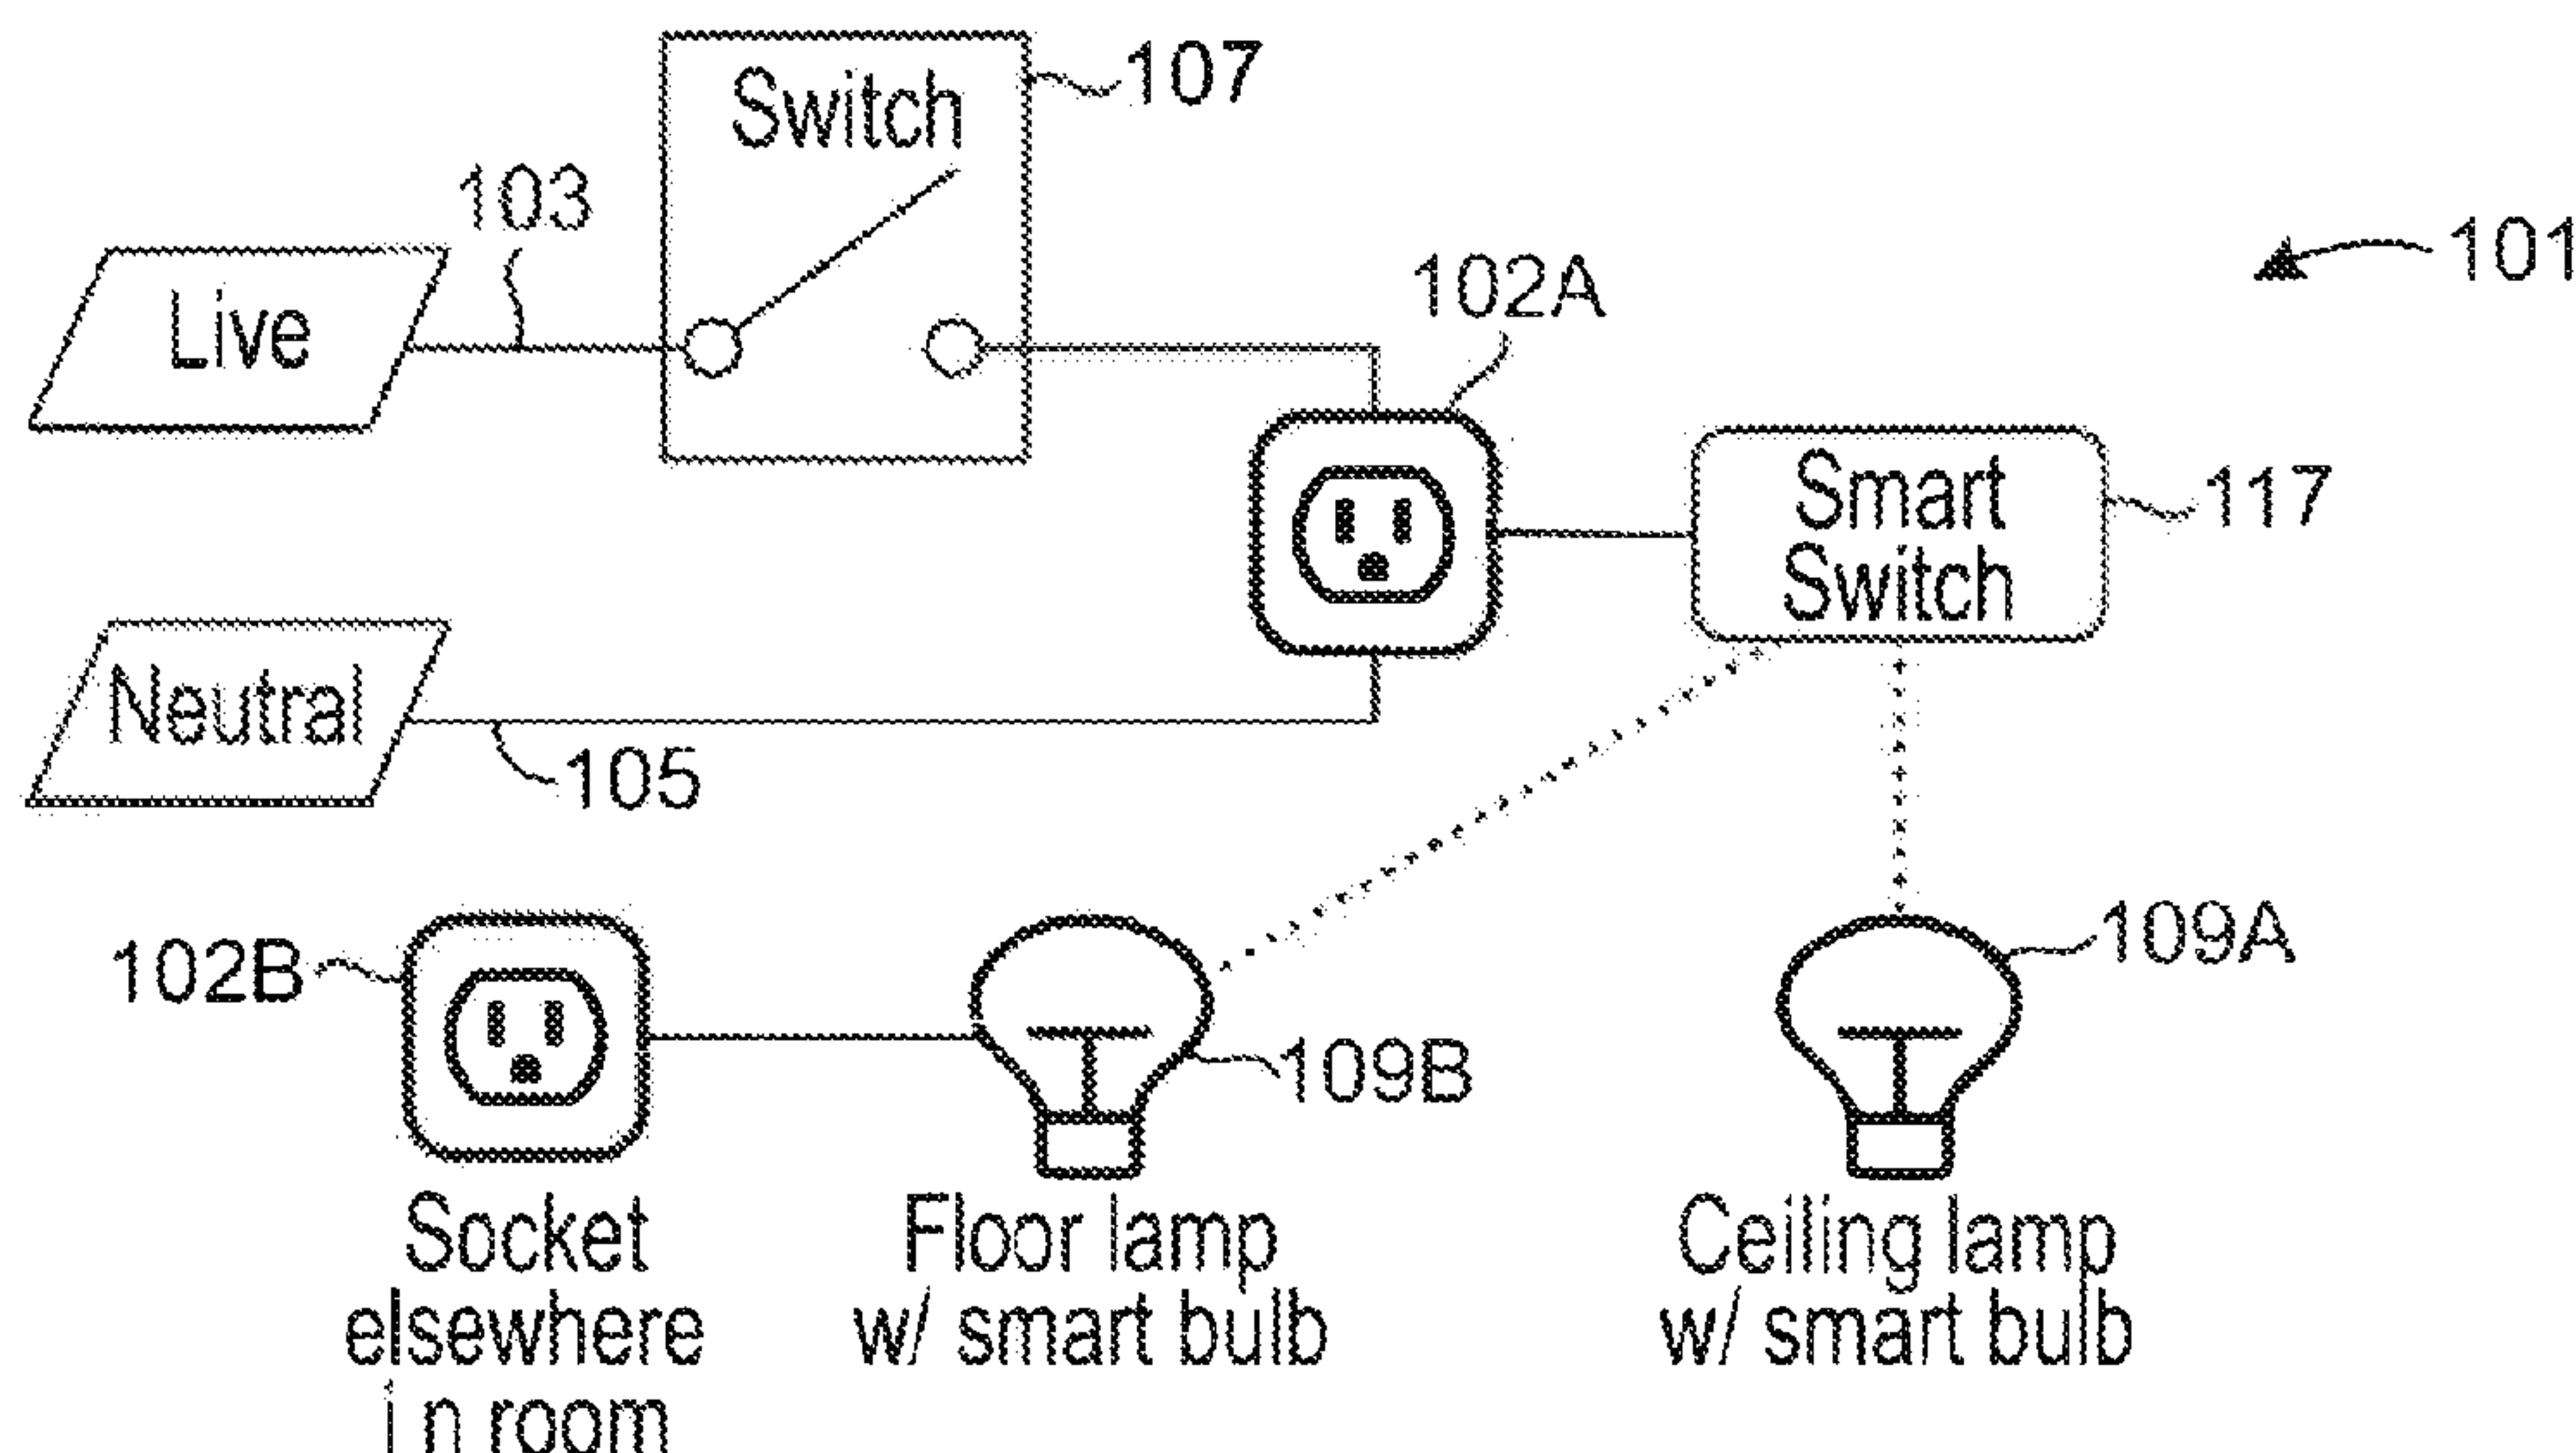 Switch
107
103
101
Live
102A
Smart
Switch
117
Neutral
105
102B
109B
109A
Socket
elsewhere
in room
Floor lamp
w/ smart bulb
Ceiling lamp
w/ smart bulb